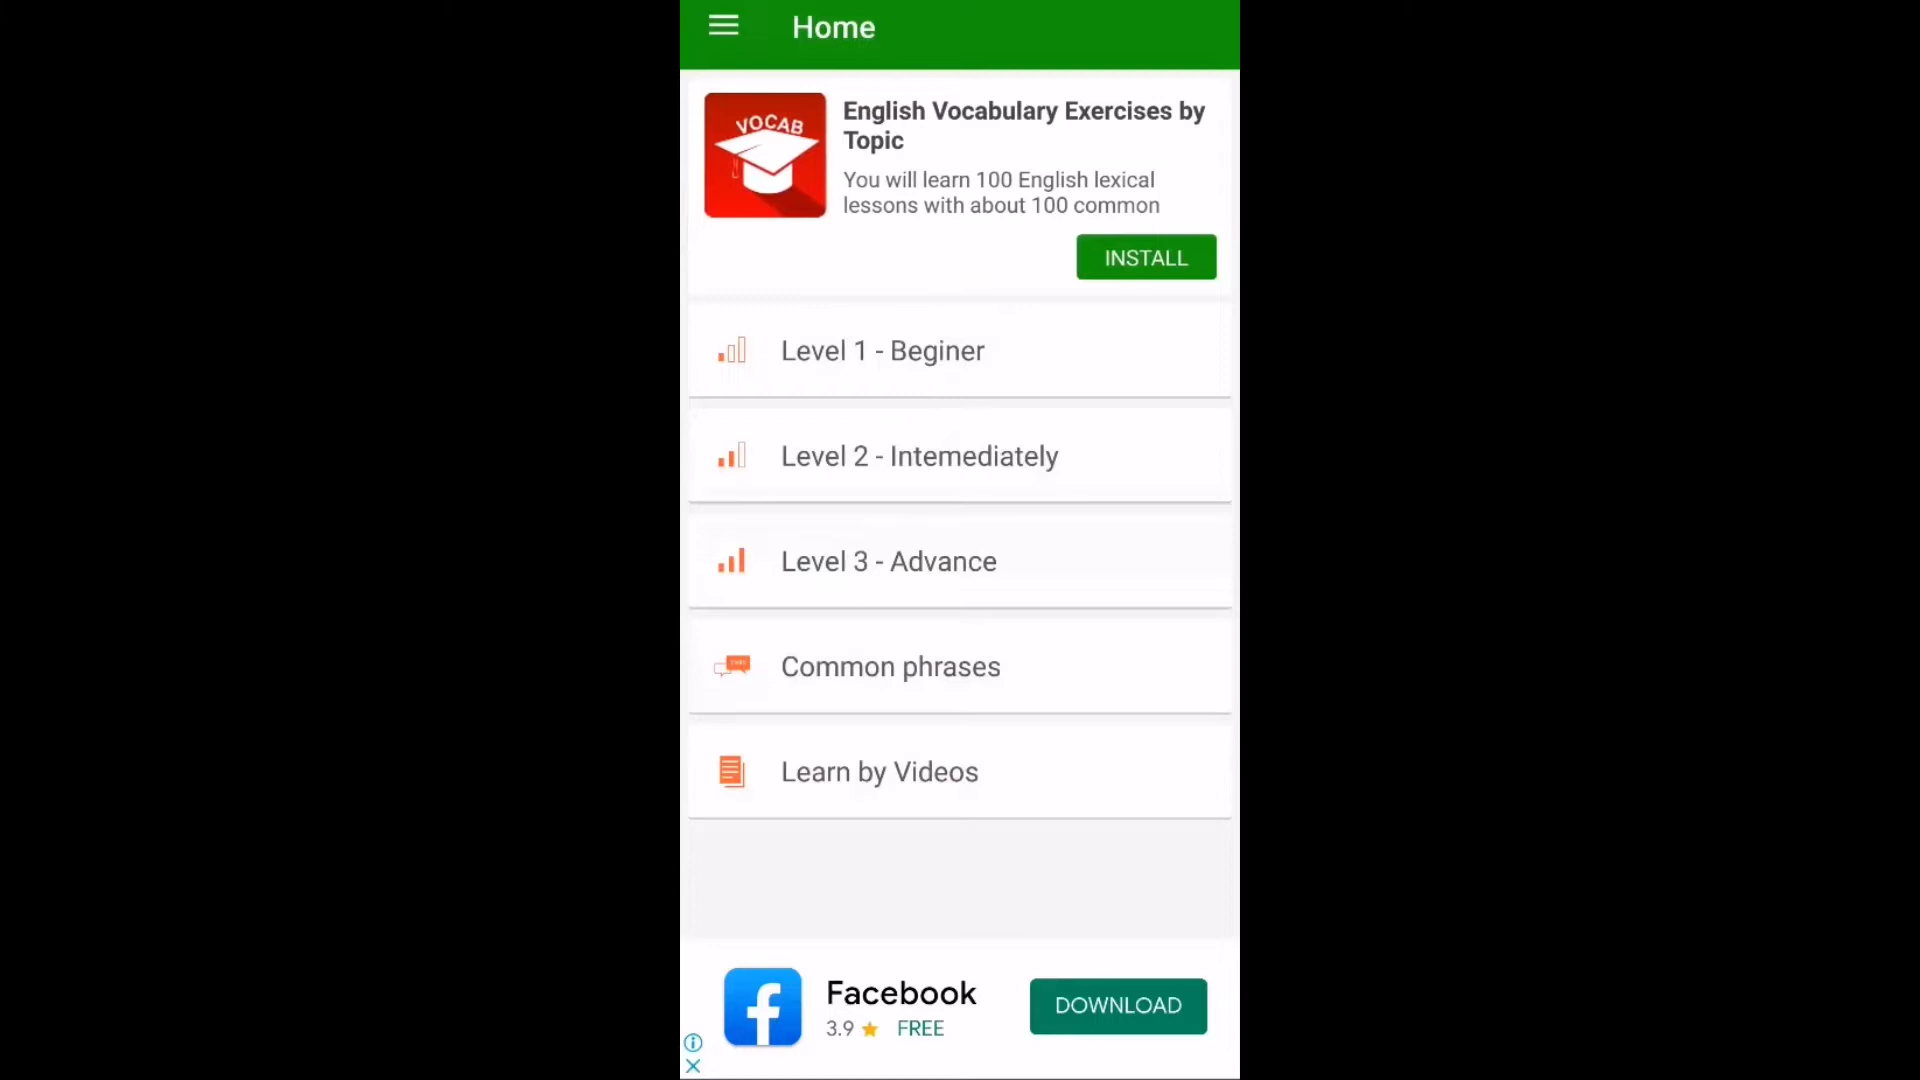 Home
VOCAB
English Vocabulary Exercises by
Topic
You will learn 100 English lexical
lessons with about 100 common
INSTALL
Level 1 - Beginer
Level 2 - Intemediately
Level 3 - Advance
Common phrases
Learn by Videos
Facebook
3.9 ★ FREE
DOWNLOAD